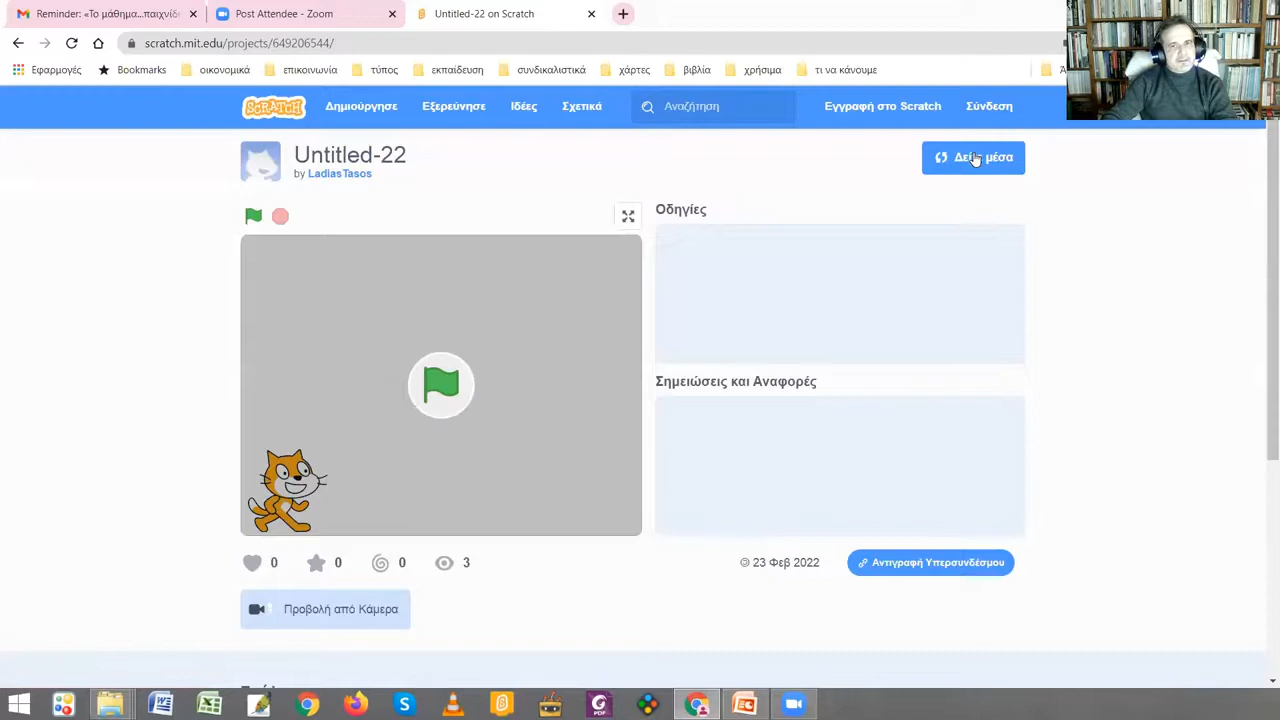 Reminder: «Το μάθημα...παιχνίδι
Post Attendee - Zoom
Untitled-22 on Scratch
scratch.mit.edu/projects/649206544/
Εφαρμογές
Bookmarks
οικονομικά
επικοινωνία
τύπος
εκπαίδευση
συνδικαλιστικά
χάρτες
βιβλία
χρήσιμα
τι να κάνουμε
SCRATCH
Δημιούργησε
Εξερεύνησε
Ιδέες
Σχετικά
Αναζήτηση
Εγγραφή στο Scratch
Σύνδεση
Untitled-22
by LadiasTasos
μέσα
Οδηγίες
Σημειώσεις και Αναφορές
0
0
0
3
© 23 Φεβ 2022
Αντιγραφή Υπερσυνδέσμου
Προβολή από Κάμερα